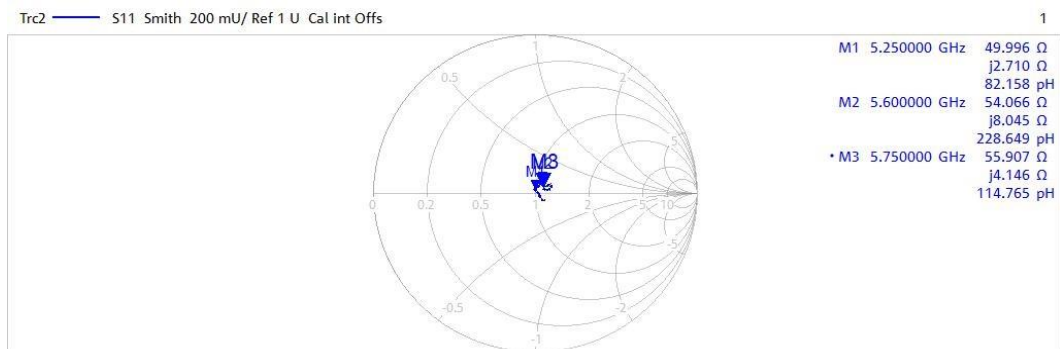 Trc2 S11 Smith 200 mU/ Ref 1 U Cal int Offs 1
M1 5.250000 GHz 49.996 Ω
j2.710 Ω
82.158 pH
M2 5.600000 GHz 54.066 Ω
j8.045 Ω
228.649 pH
• M3 5.750000 GHz 55.907 Ω
j4.146 Ω
114.765 pH
1
0.5 2
5
M3
0 0.2 0.5 1 2 5 10
-5
-0.5 -2
-1